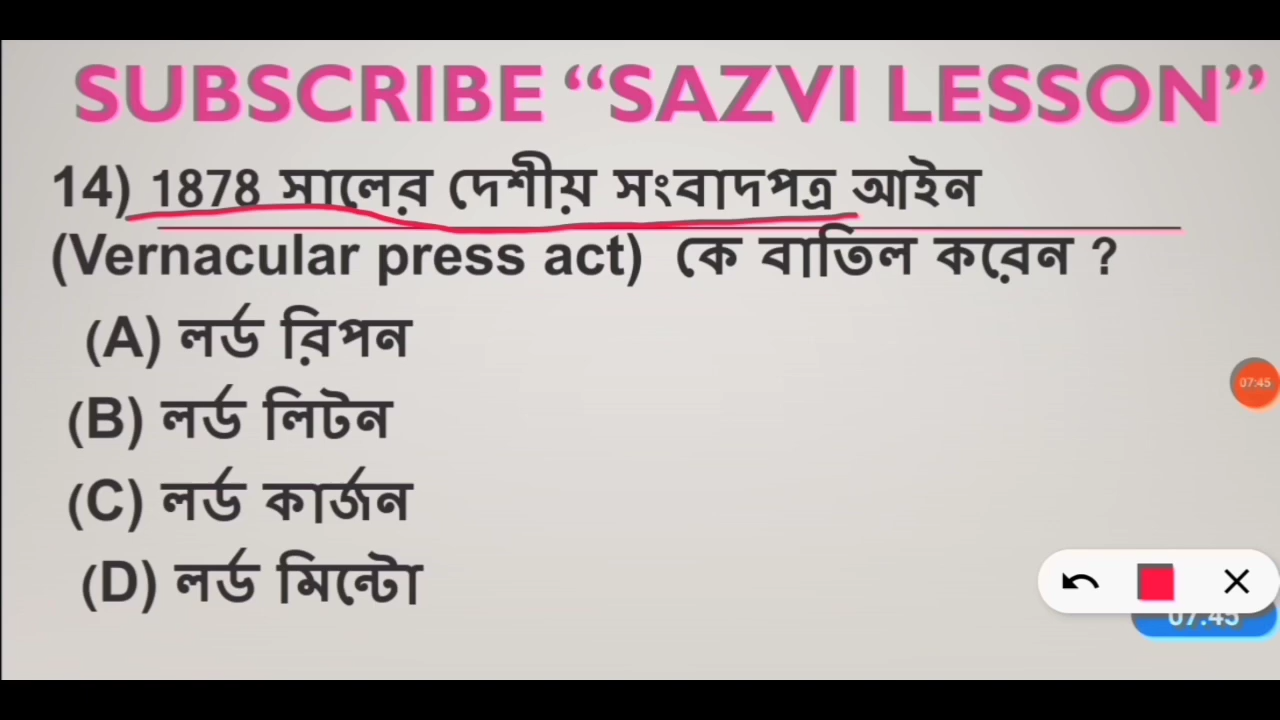 SUBSCRIBE “SAZVI LESSON”
14) 1878 সালের দেশীয় সংবাদপত্র আইন
(Vernacular press act) কে বাতিল করেন ?
(A) লর্ড রিপন
(B) লর্ড লিটন
(C) লর্ড কার্জন
(D) লর্ড মিন্টো
07:45
07:45